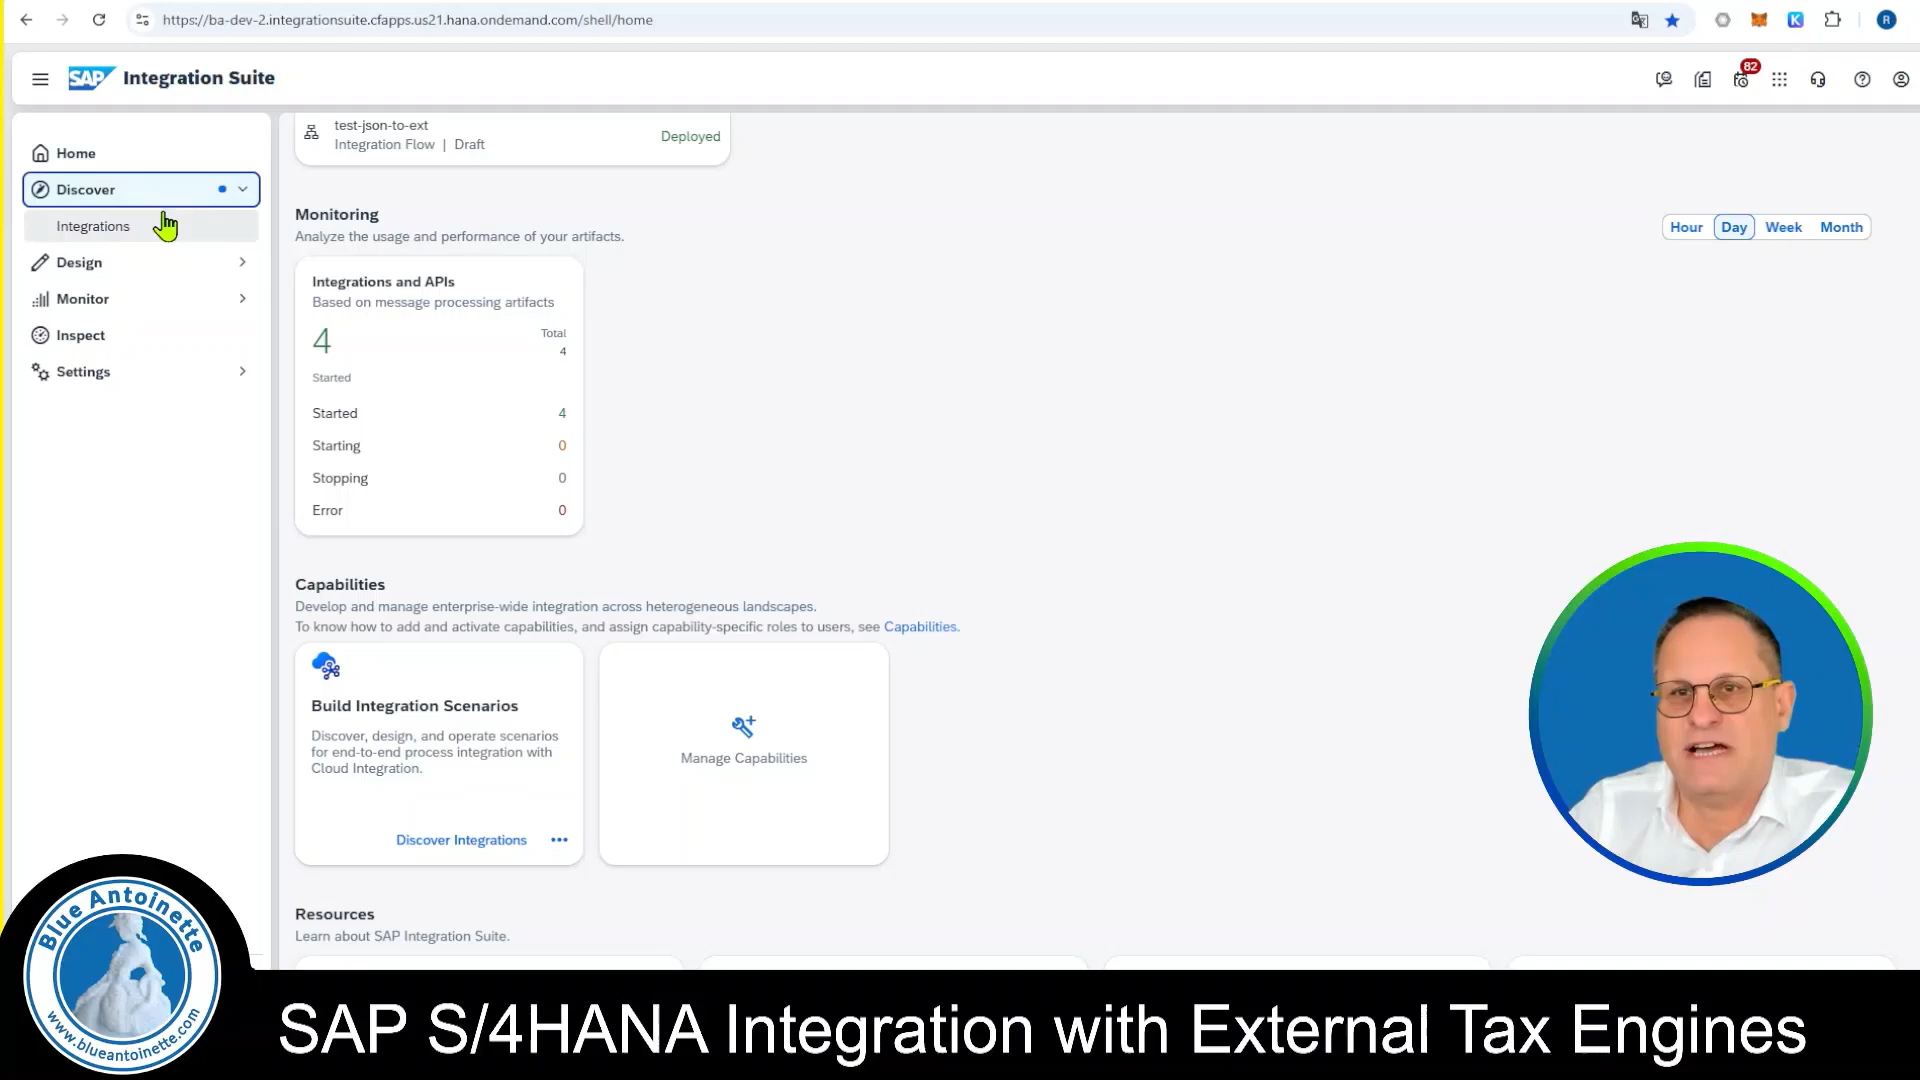 https://ba-dev-2.integrationsuite.cfapps.us21.hana.ondemand.com/shell/home
R
SAP Integration Suite
82
Home
Discover
Integrations
Design
Monitor
Inspect
Settings
test-json-to-ext
Integration Flow | Draft
Deployed
Monitoring
Analyze the usage and performance of your artifacts.
Hour Day Week Month
Integrations and APIs
Based on message processing artifacts
4
Total
4
Started
Started 4
Starting 0
Stopping 0
Error 0
Capabilities
Develop and manage enterprise-wide integration across heterogeneous landscapes.
To know how to add and activate capabilities, and assign capability-specific roles to users, see Capabilities.
Build Integration Scenarios
Discover, design, and operate scenarios
for end-to-end process integration with
Cloud Integration.
Discover Integrations
Manage Capabilities
Resources
Learn about SAP Integration Suite.
Blue Antoinette
www.blueantoinette.com
SAP S/4HANA Integration with External Tax Engines